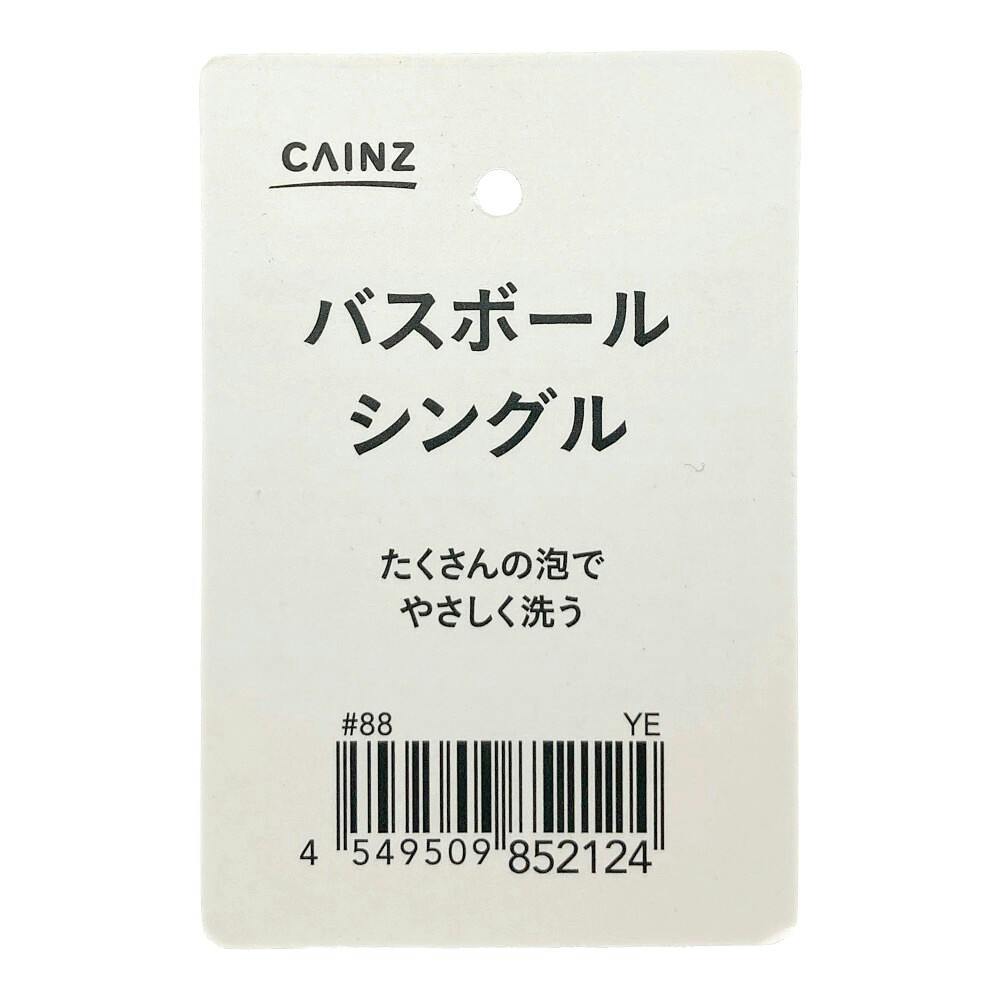 CAINZ
バスボール
シングル
たくさんの泡で
やさしく洗う
#88 YE
4 549509 852124